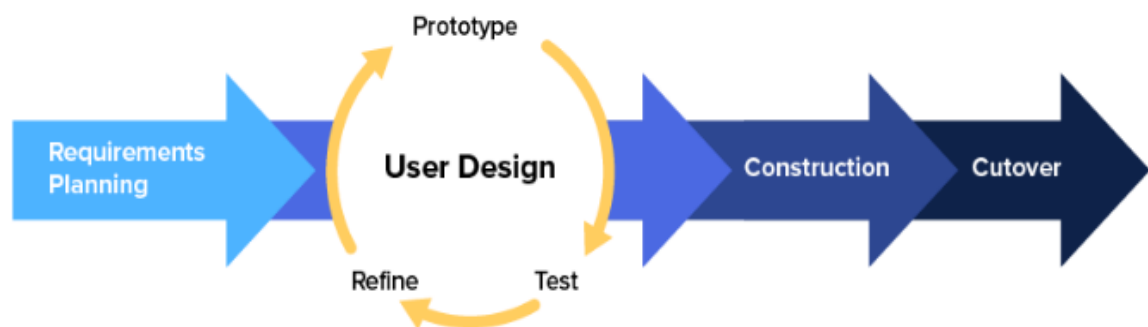 Prototype
Requirements
Planning
User Design
Construction
Cutover
Refine
Test